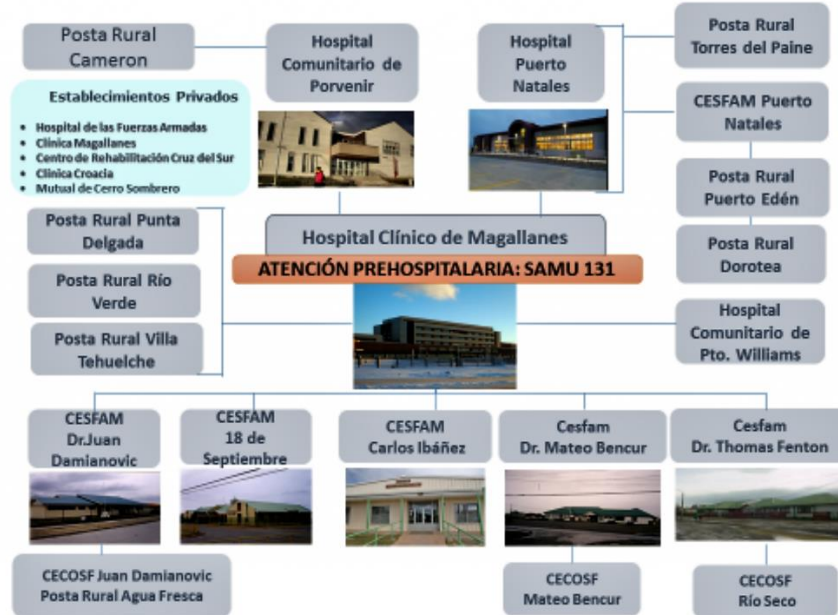 Posta Rural
Cameron
Hospital
Comunitario de
Porvenir
Hospital
Puerto
Natales
Posta Rural
Torres del Paine
Establecimientos Privados
• Hospital de las Fuerzas Armadas
• Clínica Magallanes
• Centro de Rehabilitación Cruz del Sur
• Clínica Croacia
• Mutual de Cerro Sombrero
CESFAM Puerto
Natales
Posta Rural
Puerto Edén
Posta Rural
Dorotea
Posta Rural Punta
Delgada
Posta Rural Río
Verde
Posta Rural Villa
Tehuelche
Hospital Clínico de Magallanes
ATENCIÓN PREHOSPITALARIA: SAMU 131
Hospital
Comunitario de
Pto. Williams
CESFAM
Dr.Juan
Damianovic
CESFAM
18 de
Septiembre
CESFAM
Carlos Ibáñez
Cesfam
Dr. Mateo Bencur
Cesfam
Dr. Thomas Fenton
CECOSF Juan Damianovic
Posta Rural Agua Fresca
CECOSF
Mateo Bencur
CECOSF
Río Seco